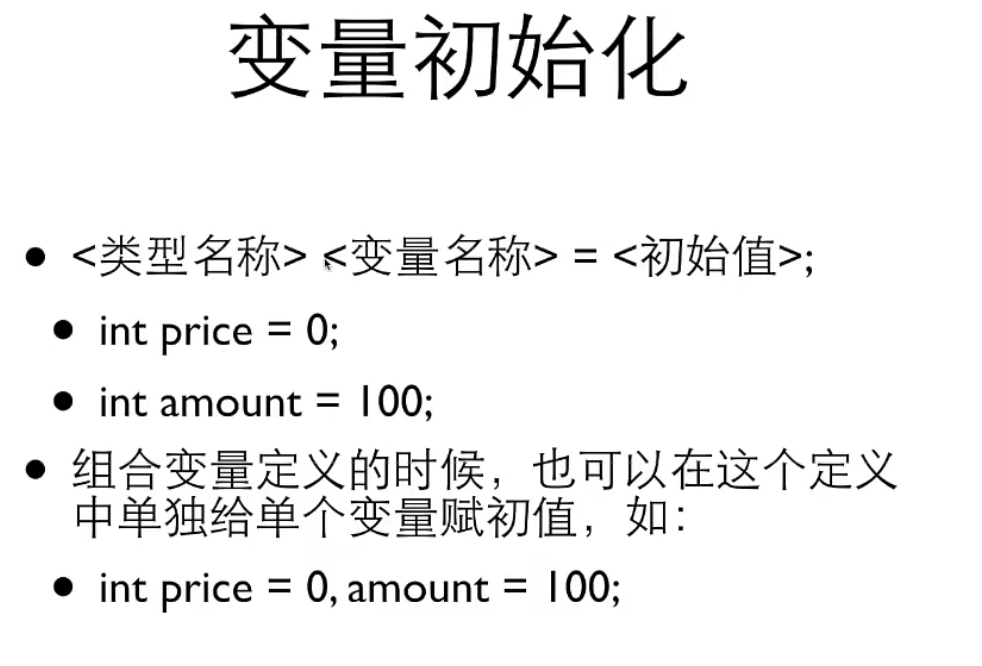 变量初始化
• <类型名称> <变量名称> = <初始值>;
• int price = 0;
• int amount = 100;
• 组合变量定义的时候，也可以在这个定义
中单独给单个变量赋初值，如：
• int price = 0, amount = 100;